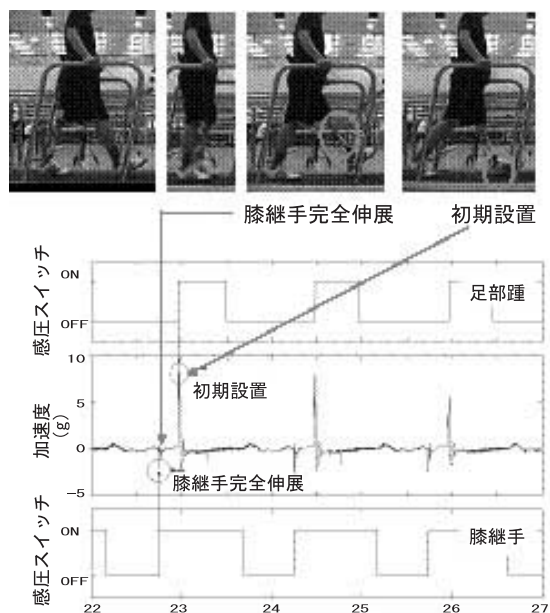 膝継手完全伸展
初期設置
感圧スイッチ
ON
OFF
足部踵
加速度
(g)
10
5
0
-5
初期設置
膝継手完全伸展
感圧スイッチ
ON
OFF
膝継手
22 23 24 25 26 27